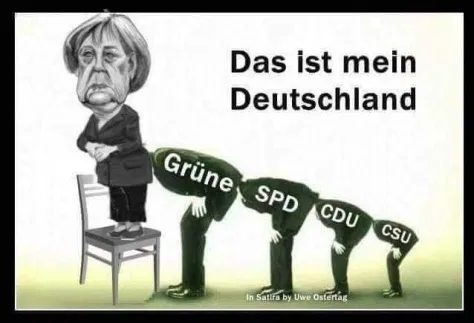 Das ist mein
Deutschland
Grüne
SPD
CDU
CSU
In Satira by Uwe Ostertag